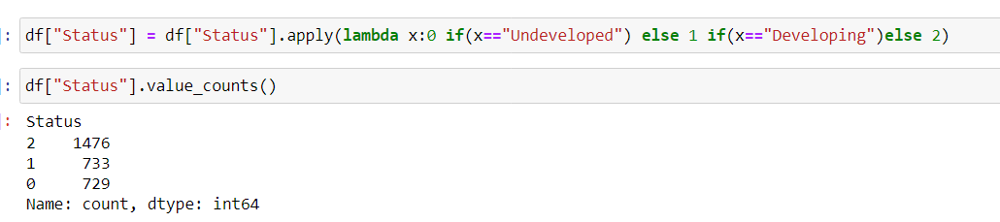 ]: df["Status"] = df["Status"].apply(lambda x:0 if(x=="Undeveloped") else 1 if(x=="Developing")else 2)
]: df["Status"].value_counts()
]: Status
2    1476
1     733
0     729
Name: count, dtype: int64